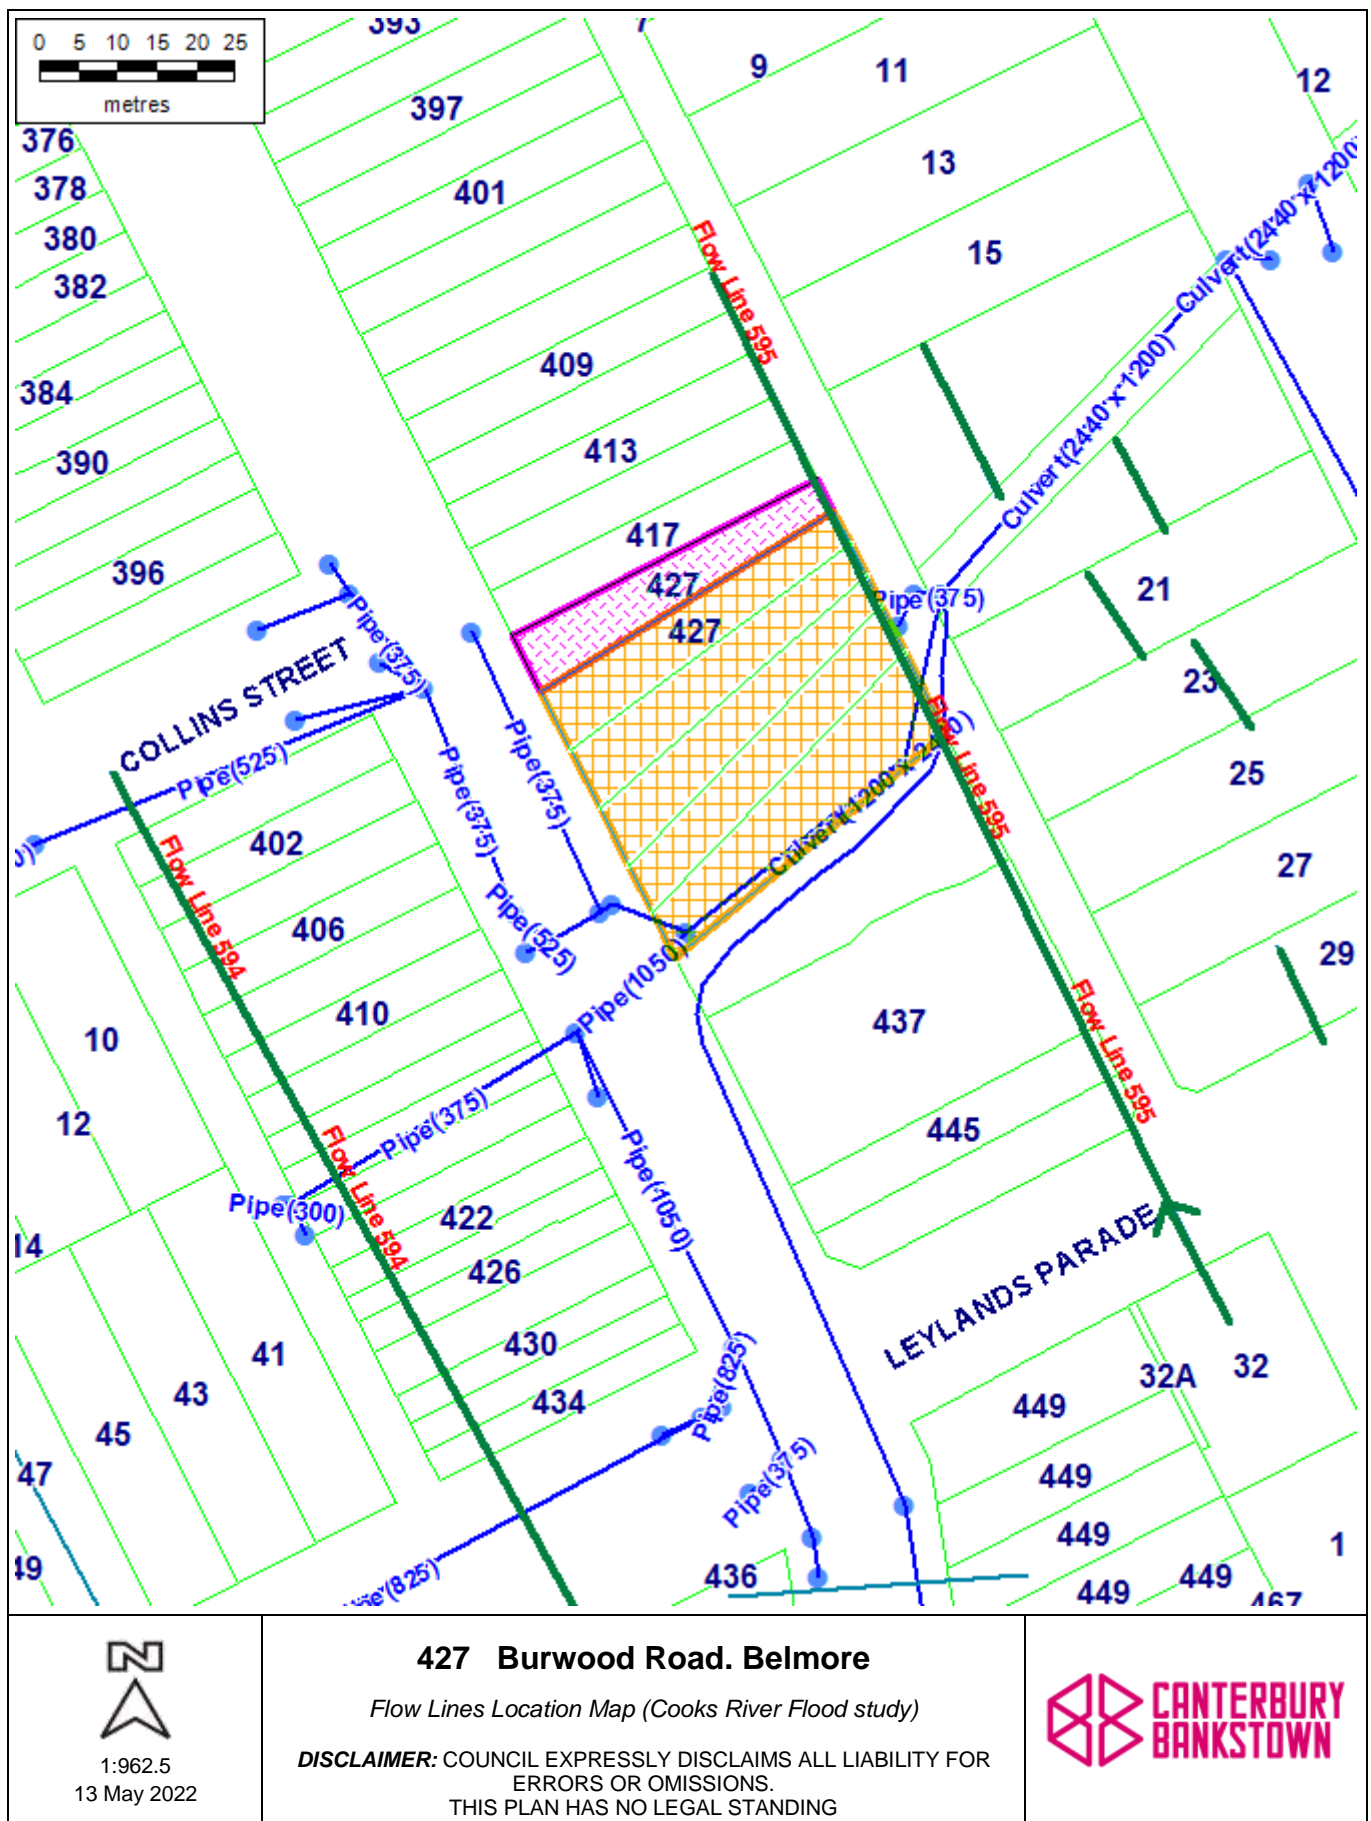 0 5 10 15 20 25
metres
393
7
9
11
12
397
376
13
378
401
380
15
382
Flow Line 595
Culvert(2440 x 1200)
409
384
Culvert(2440 x 1200)
413
390
417
396
427
21
Pipe(375)
Pipe(375)
427
23
COLLINS STREET
Pipe(525)
Pipe(375)
Pipe(375)
Flow Line 595
25
402
27
406
Flow Line 594
Pipe(525)
Pipe(1050)
29
410
10
437
Flow Line 595
12
Pipe(375)
445
Pipe(300)
Flow Line 594
422
Pipe(1050)
14
426
LEYLANDS PARADE
430
41
32A
32
43
434
Pipe(825)
449
45
47
449
Pipe(375)
449
1
49
436
449
449
467
N
1:962.5
13 May 2022
427 Burwood Road. Belmore
Flow Lines Location Map (Cooks River Flood study)
DISCLAIMER: COUNCIL EXPRESSLY DISCLAIMS ALL LIABILITY FOR
ERRORS OR OMISSIONS.
THIS PLAN HAS NO LEGAL STANDING
CANTERBURY
BANKSTOWN